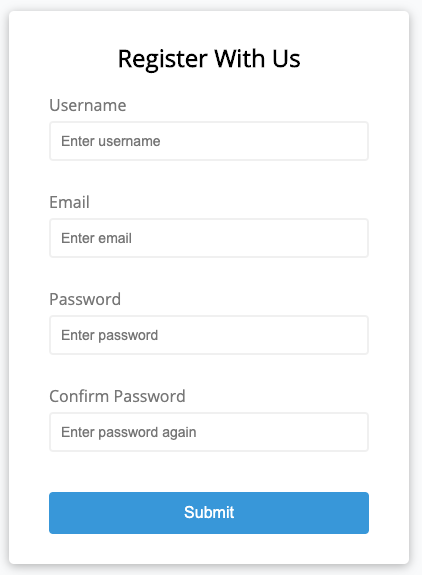 Register With Us
Username
Enter username
Email
Enter email
Password
Enter password
Confirm Password
Enter password again
Submit